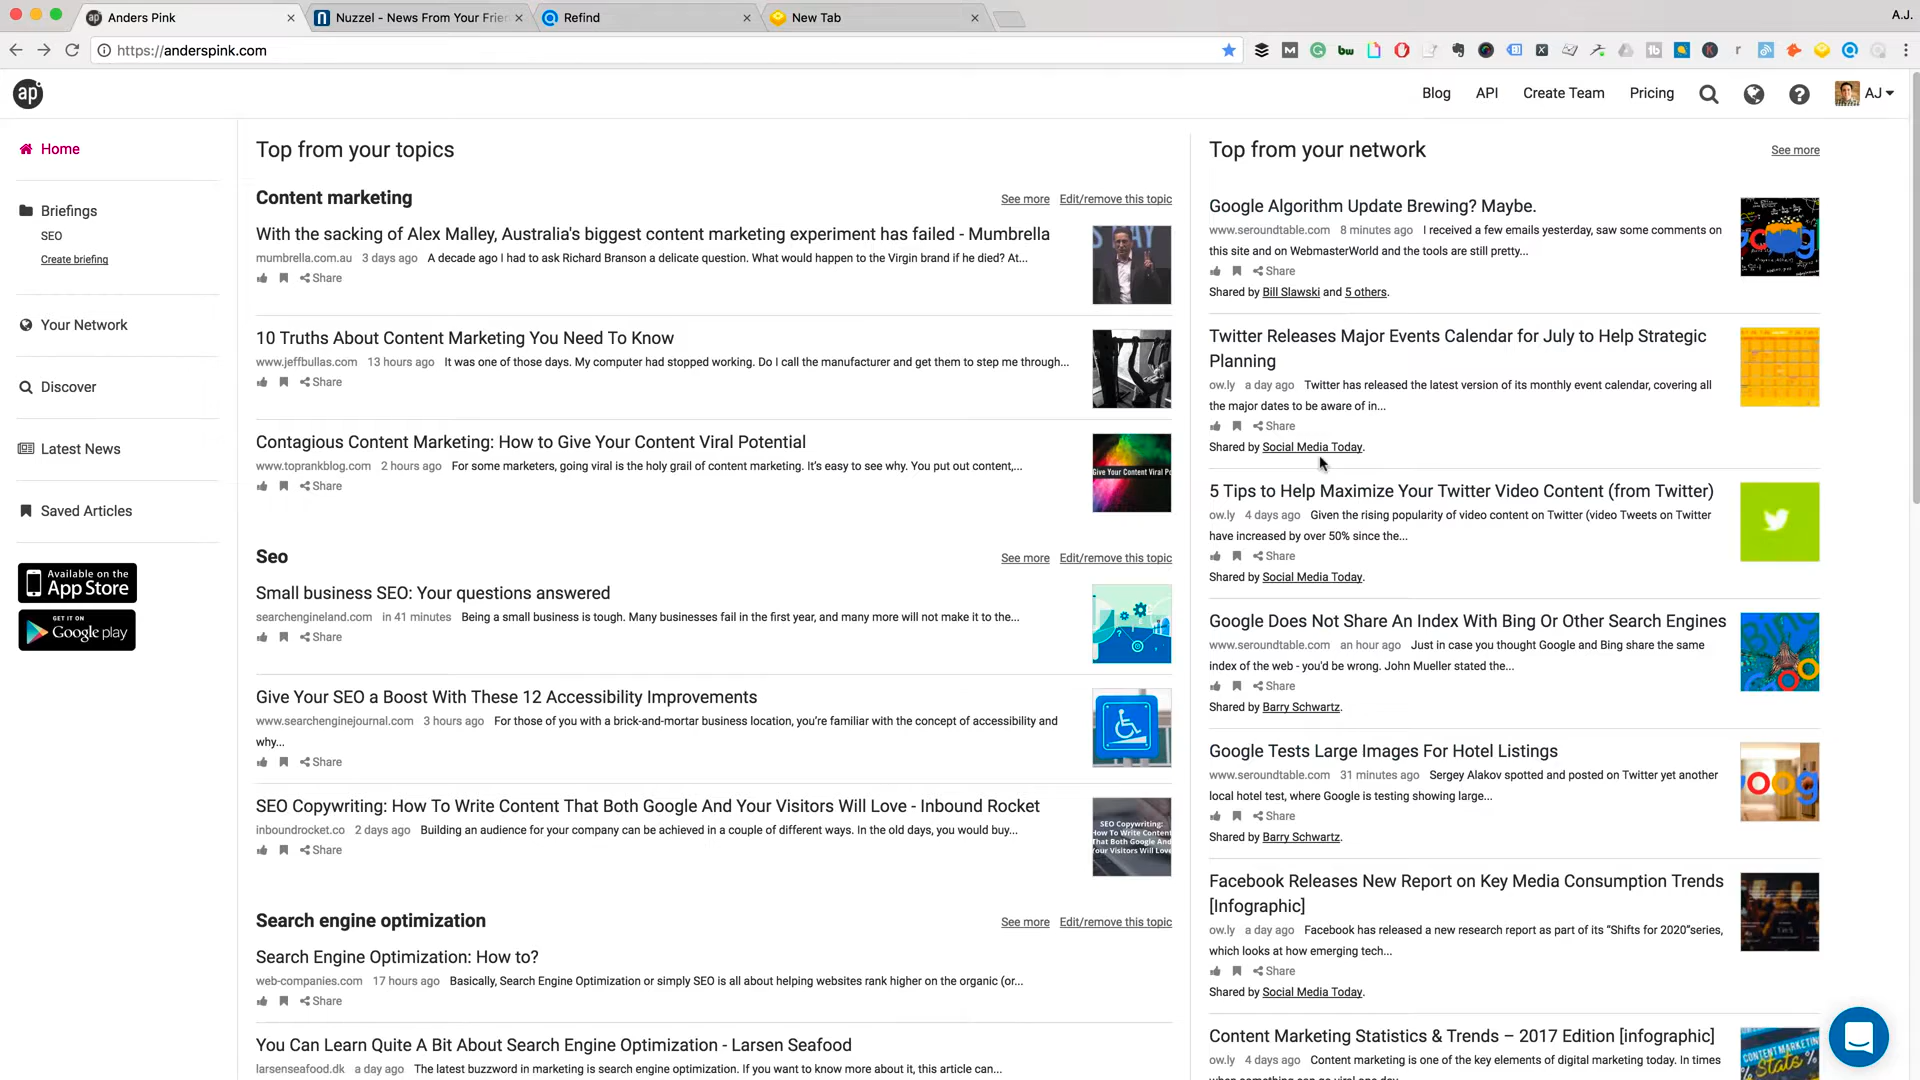 Anders Pink
Nuzzel - News From Your Frie
Refind
New Tab
A.J.
https://anderspink.com
M
bw
tb
K
r
ap
Blog
API
Create Team
Pricing
AJ
Home
Briefings
SEO
Create briefing
Your Network
Discover
Latest News
Saved Articles
Available on the
App Store
GET IT ON
Google play
Top from your topics
Content marketing
See more
Edit/remove this topic
With the sacking of Alex Malley, Australia's biggest content marketing experiment has failed - Mumbrella
mumbrella.com.au 3 days ago A decade ago I had to ask Richard Branson a delicate question. What would happen to the Virgin brand if he died? At...
Share
10 Truths About Content Marketing You Need To Know
www.jeffbullas.com 13 hours ago It was one of those days. My computer had stopped working. Do I call the manufacturer and get them to step me through...
Share
Contagious Content Marketing: How to Give Your Content Viral Potential
www.toprankblog.com 2 hours ago For some marketers, going viral is the holy grail of content marketing. It's easy to see why. You put out content,...
Share
Give Your Content Viral Po
Seo
See more
Edit/remove this topic
Small business SEO: Your questions answered
searchengineland.com in 41 minutes Being a small business is tough. Many businesses fail in the first year, and many more will not make it to the...
Share
Give Your SEO a Boost With These 12 Accessibility Improvements
www.searchenginejournal.com 3 hours ago For those of you with a brick-and-mortar business location, you're familiar with the concept of accessibility and
why...
Share
SEO Copywriting: How To Write Content That Both Google And Your Visitors Will Love - Inbound Rocket
inboundrocket.co 2 days ago Building an audience for your company can be achieved in a couple of different ways. In the old days, you would buy...
Share
SEO Copywriting:
How To Write Content
That Both Google And
Your Visitors Will Love
Search engine optimization
See more
Edit/remove this topic
Search Engine Optimization: How to?
web-companies.com 17 hours ago Basically, Search Engine Optimization or simply SEO is all about helping websites rank higher on the organic (or...
Share
You Can Learn Quite A Bit About Search Engine Optimization - Larsen Seafood
larsenseafood.dk a day ago The latest buzzword in marketing is search engine optimization. If you want to know more about it, this article can...
Top from your network
See more
Google Algorithm Update Brewing? Maybe.
www.seroundtable.com 8 minutes ago I received a few emails yesterday, saw some comments on
this site and on WebmasterWorld and the tools are still pretty...
Share
Shared by Bill Slawski and 5 others.
Twitter Releases Major Events Calendar for July to Help Strategic
Planning
ow.ly a day ago Twitter has released the latest version of its monthly event calendar, covering all
the major dates to be aware of in...
Share
Shared by Social Media Today.
5 Tips to Help Maximize Your Twitter Video Content (from Twitter)
ow.ly 4 days ago Given the rising popularity of video content on Twitter (video Tweets on Twitter
have increased by over 50% since the...
Share
Shared by Social Media Today.
Google Does Not Share An Index With Bing Or Other Search Engines
www.seroundtable.com an hour ago Just in case you thought Google and Bing share the same
index of the web - you'd be wrong. John Mueller stated the...
Share
Shared by Barry Schwartz.
Google Tests Large Images For Hotel Listings
www.seroundtable.com 31 minutes ago Sergey Alakov spotted and posted on Twitter yet another
local hotel test, where Google is testing showing large...
Share
Shared by Barry Schwartz.
Facebook Releases New Report on Key Media Consumption Trends
[Infographic]
ow.ly a day ago Facebook has released a new research report as part of its “Shifts for 2020”series,
which looks at how emerging tech...
Share
Shared by Social Media Today.
Content Marketing Statistics & Trends – 2017 Edition [infographic]
ow.ly 4 days ago Content marketing is one of the key elements of digital marketing today. In times
CONTENT MARKETING
Stats %